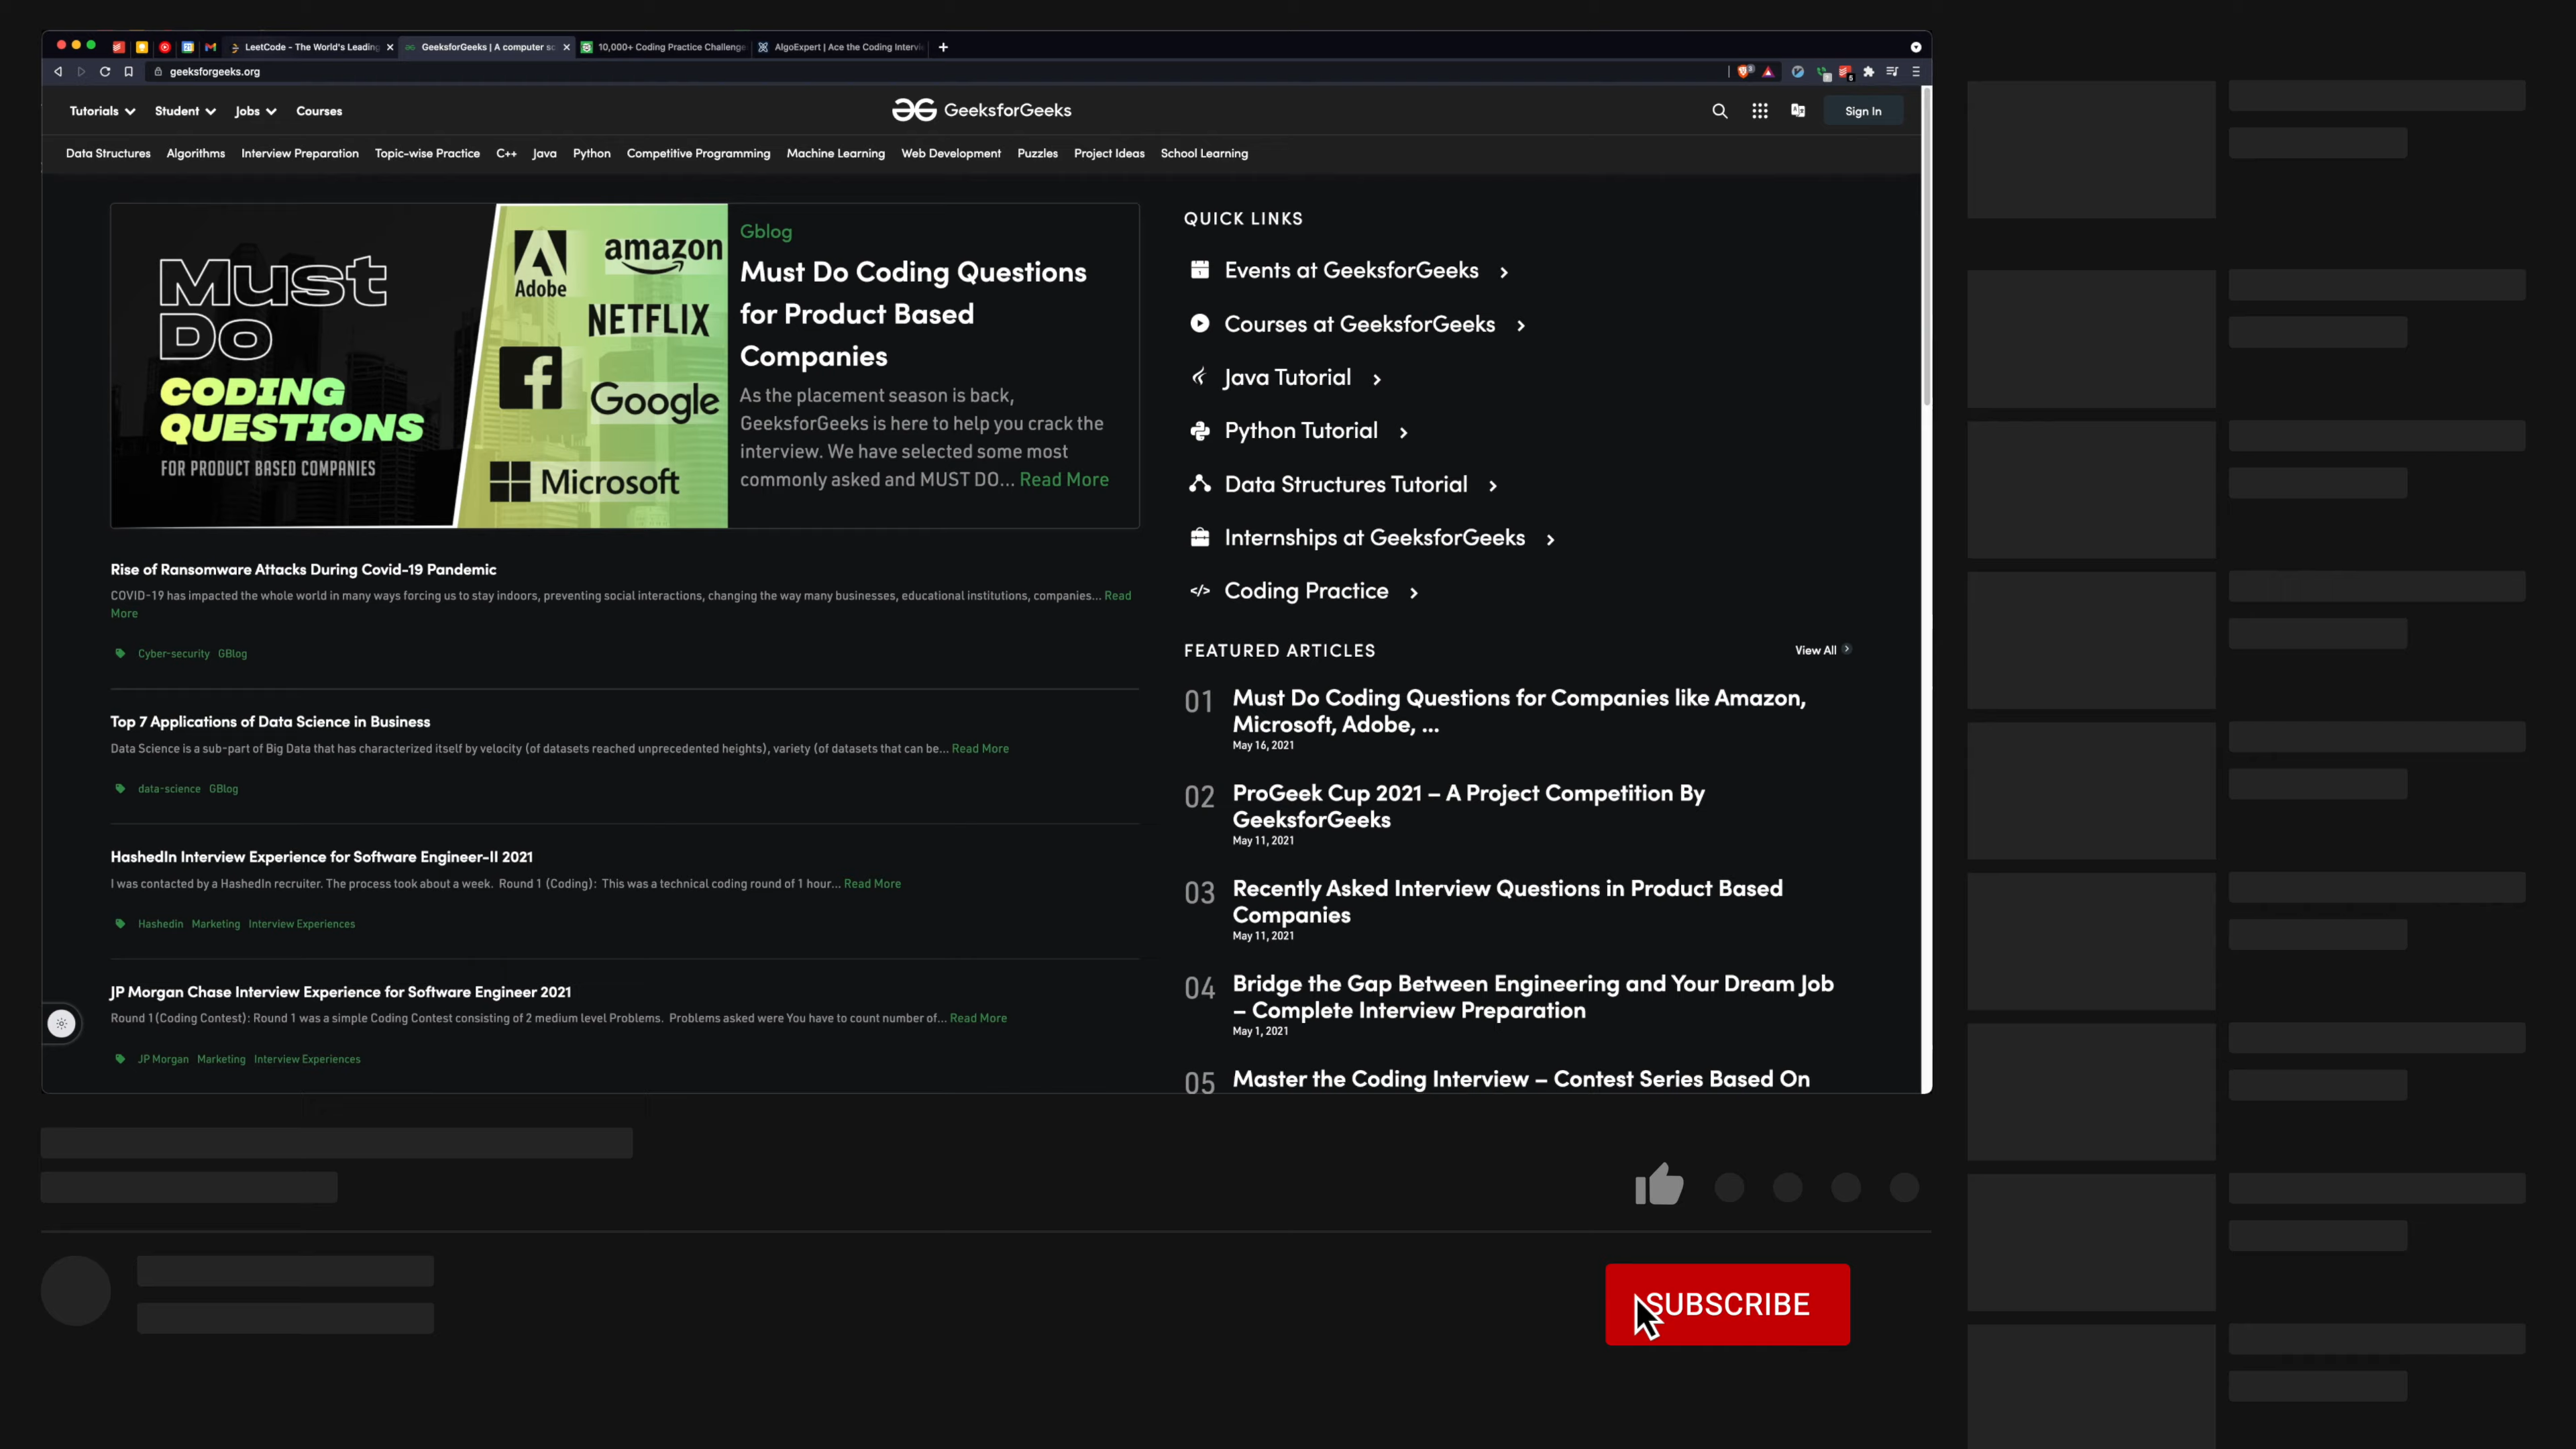 LeetCode - The World's Leading
GeeksforGeeks | A computer sc
10,000+ Coding Practice Challenge
AlgoExpert | Ace the Coding Intervi
geeksforgeeks.org
Tutorials Student Jobs Courses
GeeksforGeeks
Sign In
Data Structures Algorithms Interview Preparation Topic-wise Practice C++ Java Python Competitive Programming Machine Learning Web Development Puzzles Project Ideas School Learning
Must
Do
CODING
QUESTIONS
FOR PRODUCT BASED COMPANIES
Adobe
amazon
NETFLIX
Google
Microsoft
Gblog
Must Do Coding Questions
for Product Based
Companies
As the placement season is back,
GeeksforGeeks is here to help you crack the
interview. We have selected some most
commonly asked and MUST DO... Read More
Rise of Ransomware Attacks During Covid-19 Pandemic
COVID-19 has impacted the whole world in many ways forcing us to stay indoors, preventing social interactions, changing the way many businesses, educational institutions, companies... Read
More
Cyber-security GBlog
Top 7 Applications of Data Science in Business
Data Science is a sub-part of Big Data that has characterized itself by velocity (of datasets reached unprecedented heights), variety (of datasets that can be... Read More
data-science GBlog
HashedIn Interview Experience for Software Engineer-II 2021
I was contacted by a HashedIn recruiter. The process took about a week. Round 1 (Coding): This was a technical coding round of 1 hour... Read More
Hashedin Marketing Interview Experiences
JP Morgan Chase Interview Experience for Software Engineer 2021
Round 1 (Coding Contest): Round 1 was a simple Coding Contest consisting of 2 medium level Problems. Problems asked were You have to count number of... Read More
JP Morgan Marketing Interview Experiences
QUICK LINKS
Events at GeeksforGeeks
Courses at GeeksforGeeks
Java Tutorial
Python Tutorial
Data Structures Tutorial
Internships at GeeksforGeeks
Coding Practice
FEATURED ARTICLES
View All
01 Must Do Coding Questions for Companies like Amazon,
Microsoft, Adobe, ...
May 16, 2021
02 ProGeek Cup 2021 – A Project Competition By
GeeksforGeeks
May 11, 2021
03 Recently Asked Interview Questions in Product Based
Companies
May 11, 2021
04 Bridge the Gap Between Engineering and Your Dream Job
– Complete Interview Preparation
May 1, 2021
05 Master the Coding Interview – Contest Series Based On
SUBSCRIBE